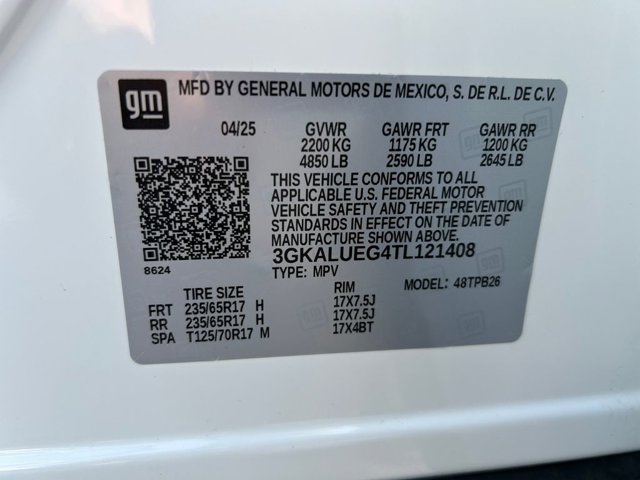 gm MFD BY GENERAL MOTORS DE MEXICO, S. DE R.L. DE C.V.
04/25 GVWR GAWR FRT GAWR RR
2200 KG 1175 KG 1200 KG
4850 LB 2590 LB 2645 LB
THIS VEHICLE CONFORMS TO ALL
APPLICABLE U.S. FEDERAL MOTOR
VEHICLE SAFETY AND THEFT PREVENTION
STANDARDS IN EFFECT ON THE DATE OF
MANUFACTURE SHOWN ABOVE.
3GKALUEG4TL121408
8624
TYPE: MPV MODEL: 48TPB26
TIRE SIZE RIM
FRT 235/65R17 H 17X7.5J
RR 235/65R17 H 17X7.5J
SPA T125/70R17 M 17X4BT